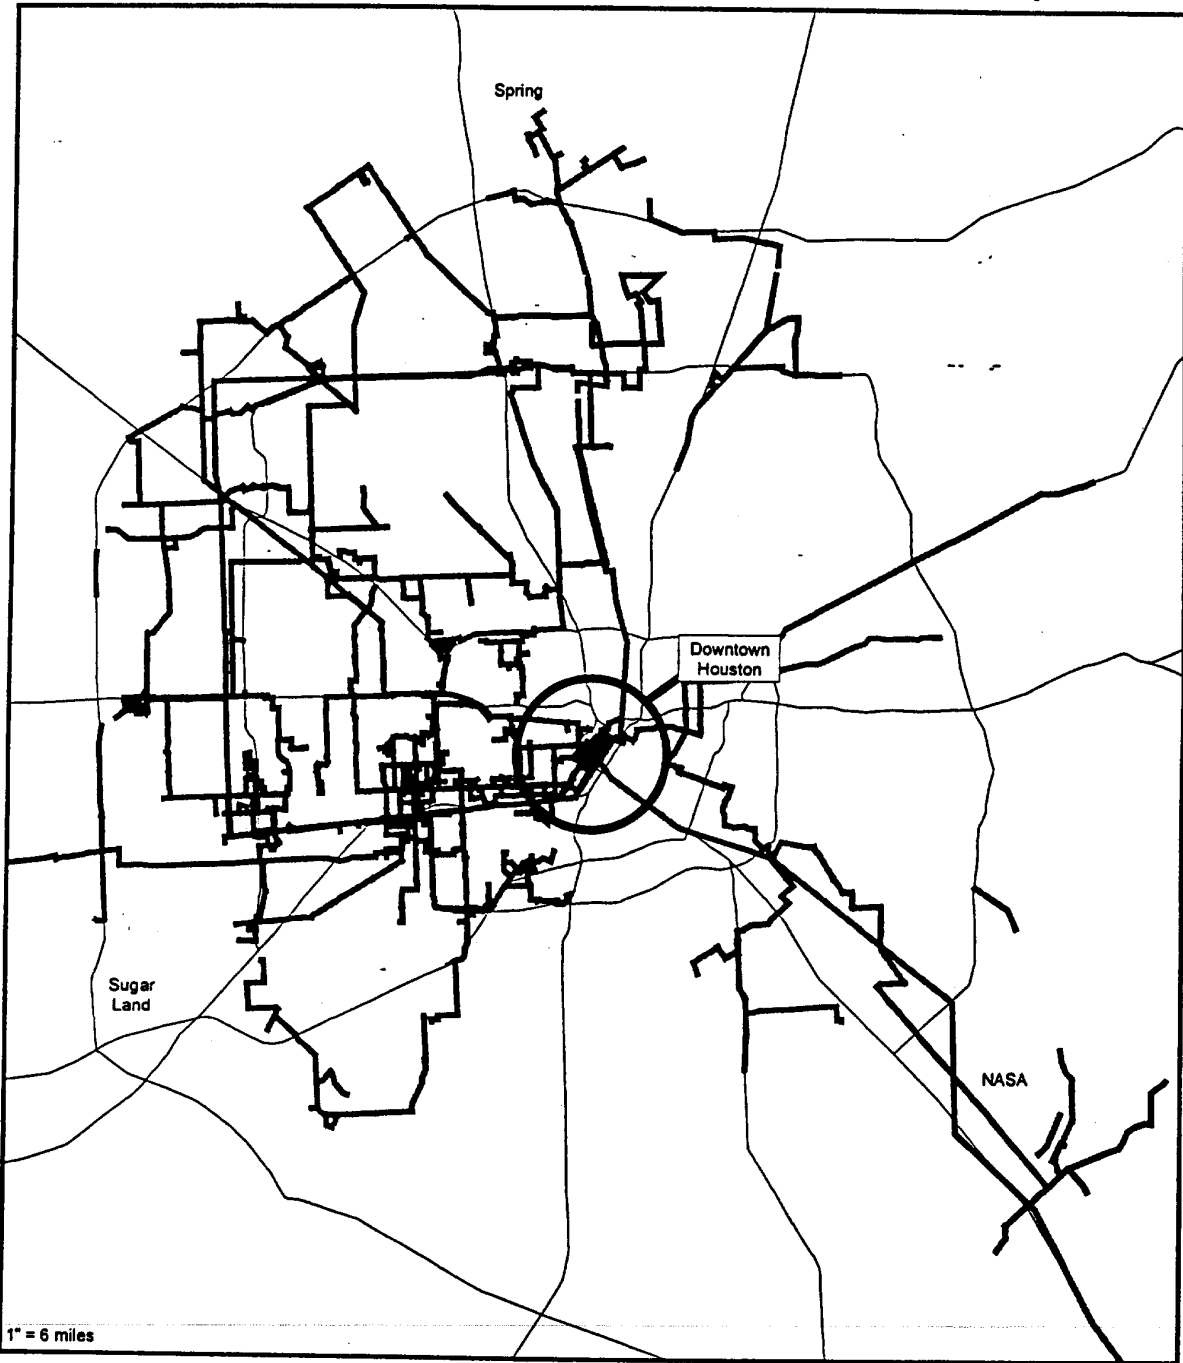 Spring
Downtown
Houston
Sugar
Land
NASA
1" = 6 miles